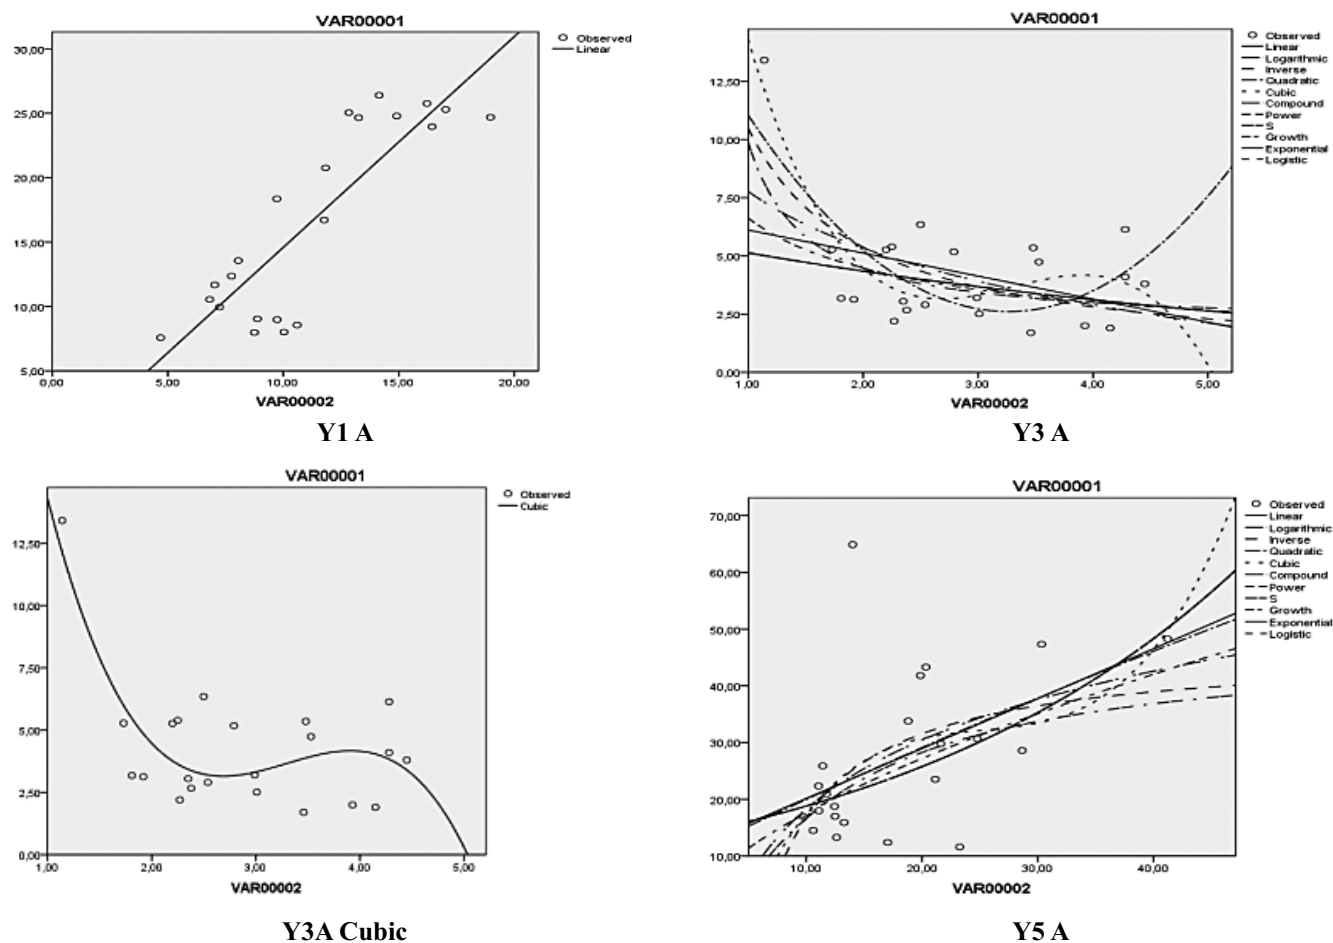 VAR00001
30,00
25,00
20,00
15,00
10,00
5,00
0,00 5,00 10,00 15,00 20,00
VAR00002
Observed
Linear
Y1 A
VAR00001
12,50
10,00
7,50
5,00
2,50
0,00
1,00 2,00 3,00 4,00 5,00
VAR00002
Observed
Linear
Logarithmic
Inverse
Quadratic
Cubic
Compound
Power
S
Growth
Exponential
Logistic
Y3 A
VAR00001
12,50
10,00
7,50
5,00
2,50
0,00
1,00 2,00 3,00 4,00 5,00
VAR00002
Observed
Cubic
Y3A Cubic
VAR00001
70,00
60,00
50,00
40,00
30,00
20,00
10,00
10,00 20,00 30,00 40,00
VAR00002
Observed
Linear
Logarithmic
Inverse
Quadratic
Cubic
Compound
Power
S
Growth
Exponential
Logistic
Y5 A